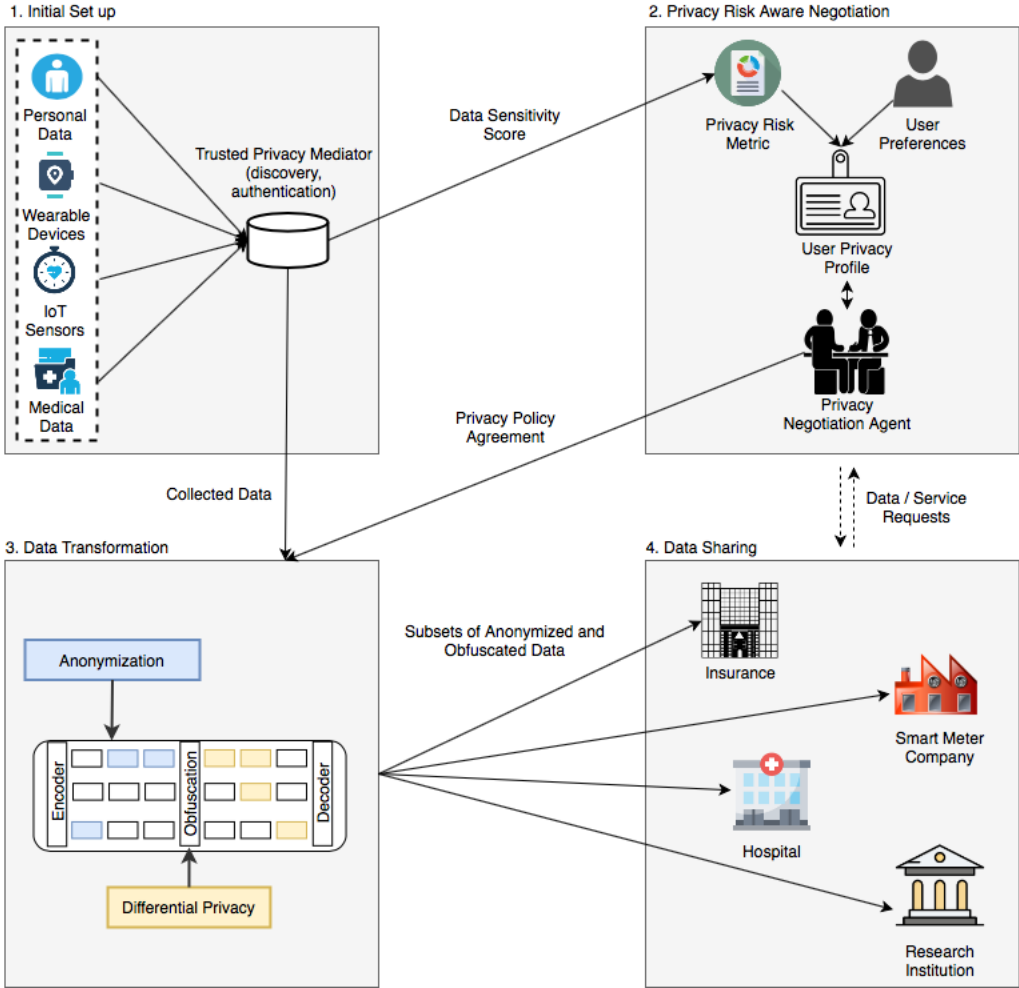 1. Initial Set up
Personal
Data
Wearable
Devices
IoT
Sensors
Medical
Data
Trusted Privacy Mediator
(discovery,
authentication)
Data Sensitivity
Score
2. Privacy Risk Aware Negotiation
Privacy Risk
Metric
User
Preferences
User Privacy
Profile
Privacy
Negotiation Agent
Privacy Policy
Agreement
Collected Data
Data / Service
Requests
3. Data Transformation
Anonymization
Encoder
Obfuscation
Decoder
Differential Privacy
Subsets of Anonymized and
Obfuscated Data
4. Data Sharing
Insurance
Smart Meter
Company
Hospital
Research
Institution